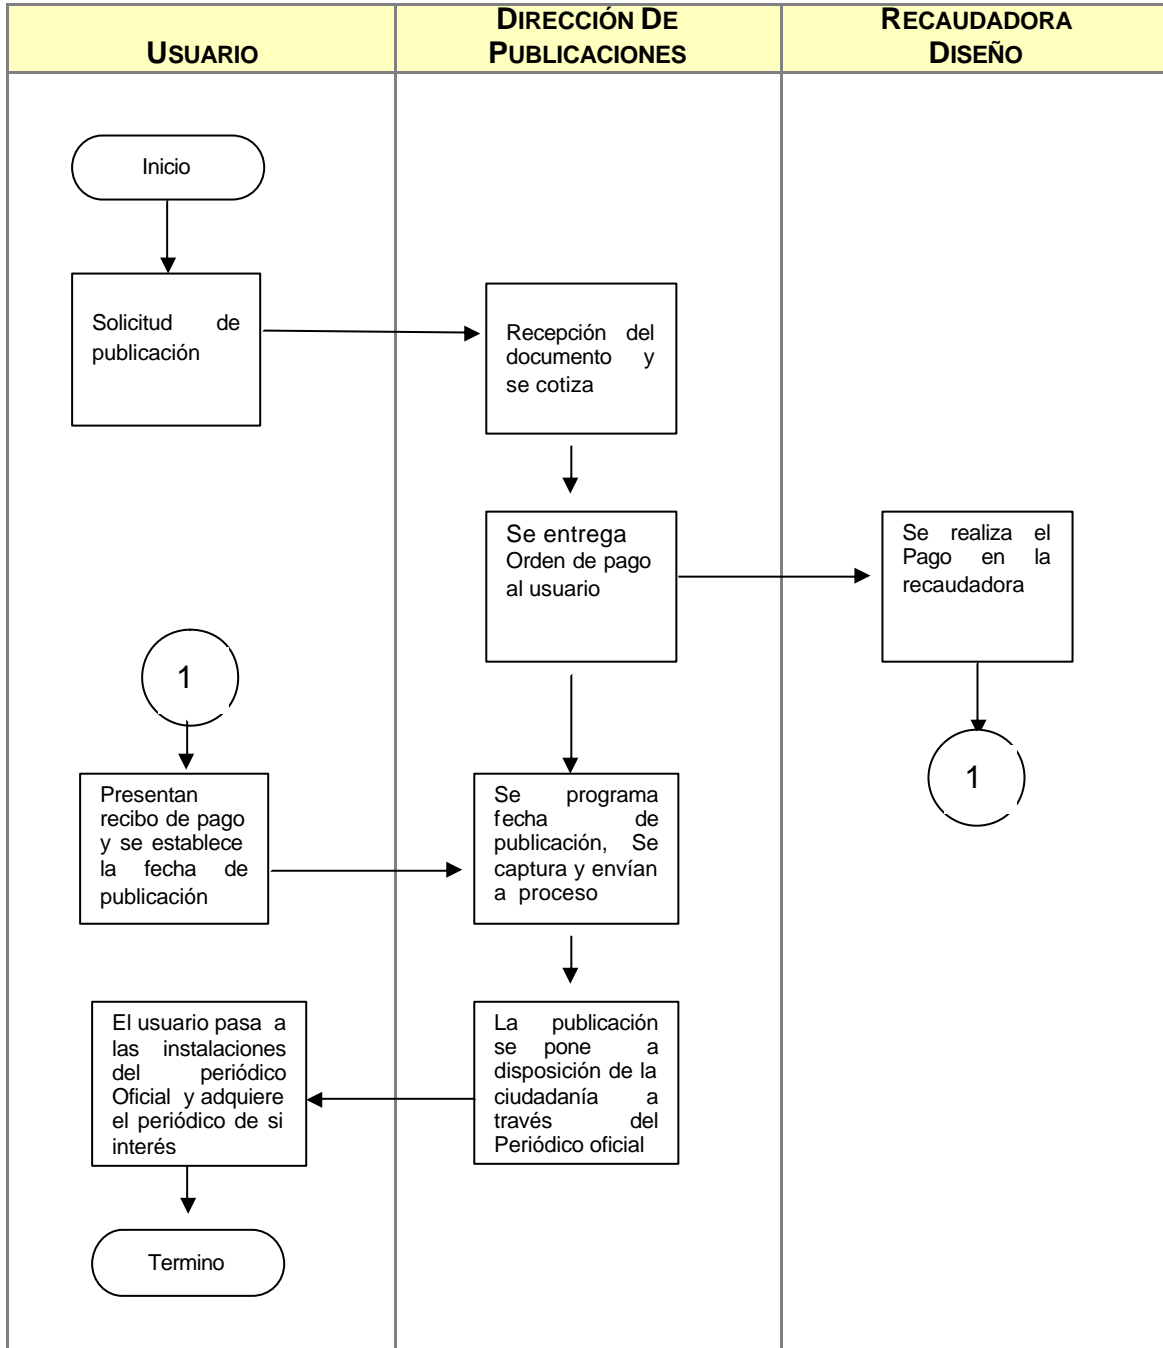 USUARIO
DIRECCIÓN DE
PUBLICACIONES
RECAUDADORA
DISEÑO
Inicio
Solicitud de
publicación
Recepción del
documento y
se cotiza
Se entrega
Orden de pago
al usuario
Se realiza el
Pago en la
recaudadora
1
1
Presentan
recibo de pago
y se establece
la fecha de
publicación
Se programa
fecha de
publicación, Se
captura y envían
a proceso
El usuario pasa a
las instalaciones
del periódico
Oficial y adquiere
el periódico de si
interés
La publicación
se pone a
disposición de la
ciudadanía a
través del
Periódico oficial
Termino